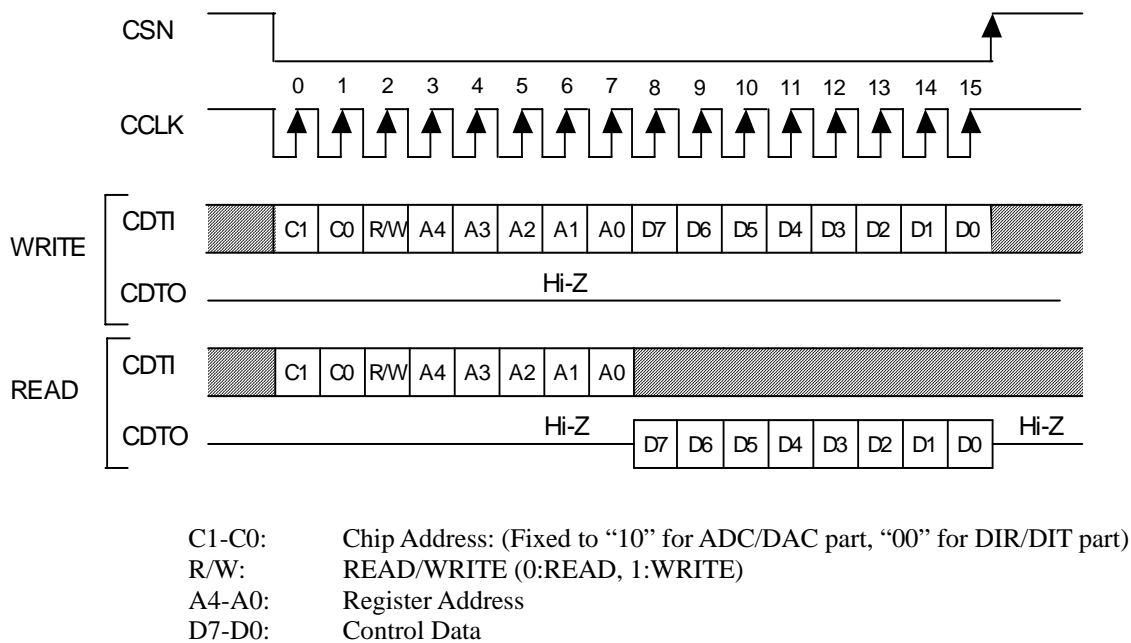 CSN
0 1 2 3 4 5 6 7 8 9 10 11 12 13 14 15
CCLK
WRITE
CDTI C1 C0 R/W A4 A3 A2 A1 A0 D7 D6 D5 D4 D3 D2 D1 D0
Hi-Z
CDTO
READ
CDTI C1 C0 R/W A4 A3 A2 A1 A0
Hi-Z Hi-Z
CDTO D7 D6 D5 D4 D3 D2 D1 D0
C1-C0: Chip Address: (Fixed to “10” for ADC/DAC part, “00” for DIR/DIT part)
R/W: READ/WRITE (0:READ, 1:WRITE)
A4-A0: Register Address
D7-D0: Control Data